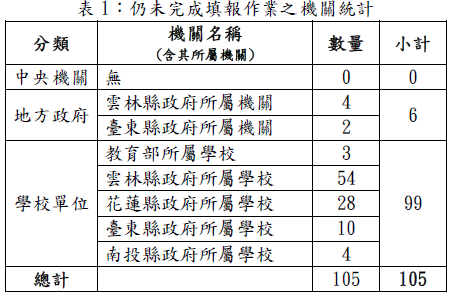 表 1：仍未完成填報作業之機關統計
分類 機關名稱 數量 小計
(含其所屬機關)
中央機關 無 0 0
地方政府 雲林縣政府所屬機關 4 6
臺東縣政府所屬機關 2
學校單位 教育部所屬學校 3 99
雲林縣政府所屬學校 54
花蓮縣政府所屬學校 28
臺東縣政府所屬學校 10
南投縣政府所屬學校 4
總計 105 105